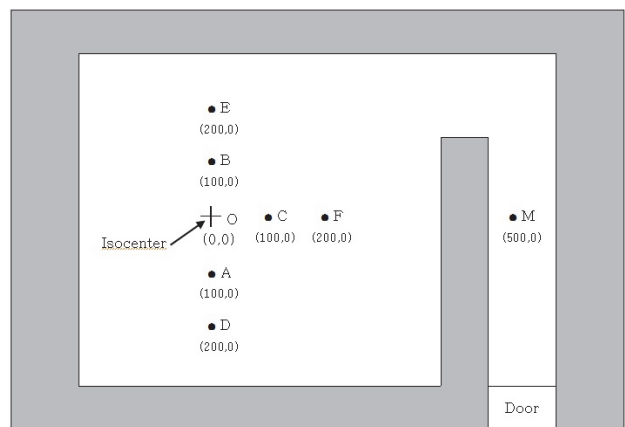 E
(200,0)
B
(100,0)
O
C
F
M
Isocenter
(0,0)
(100,0)
(200,0)
(500,0)
A
(100,0)
D
(200,0)
Door